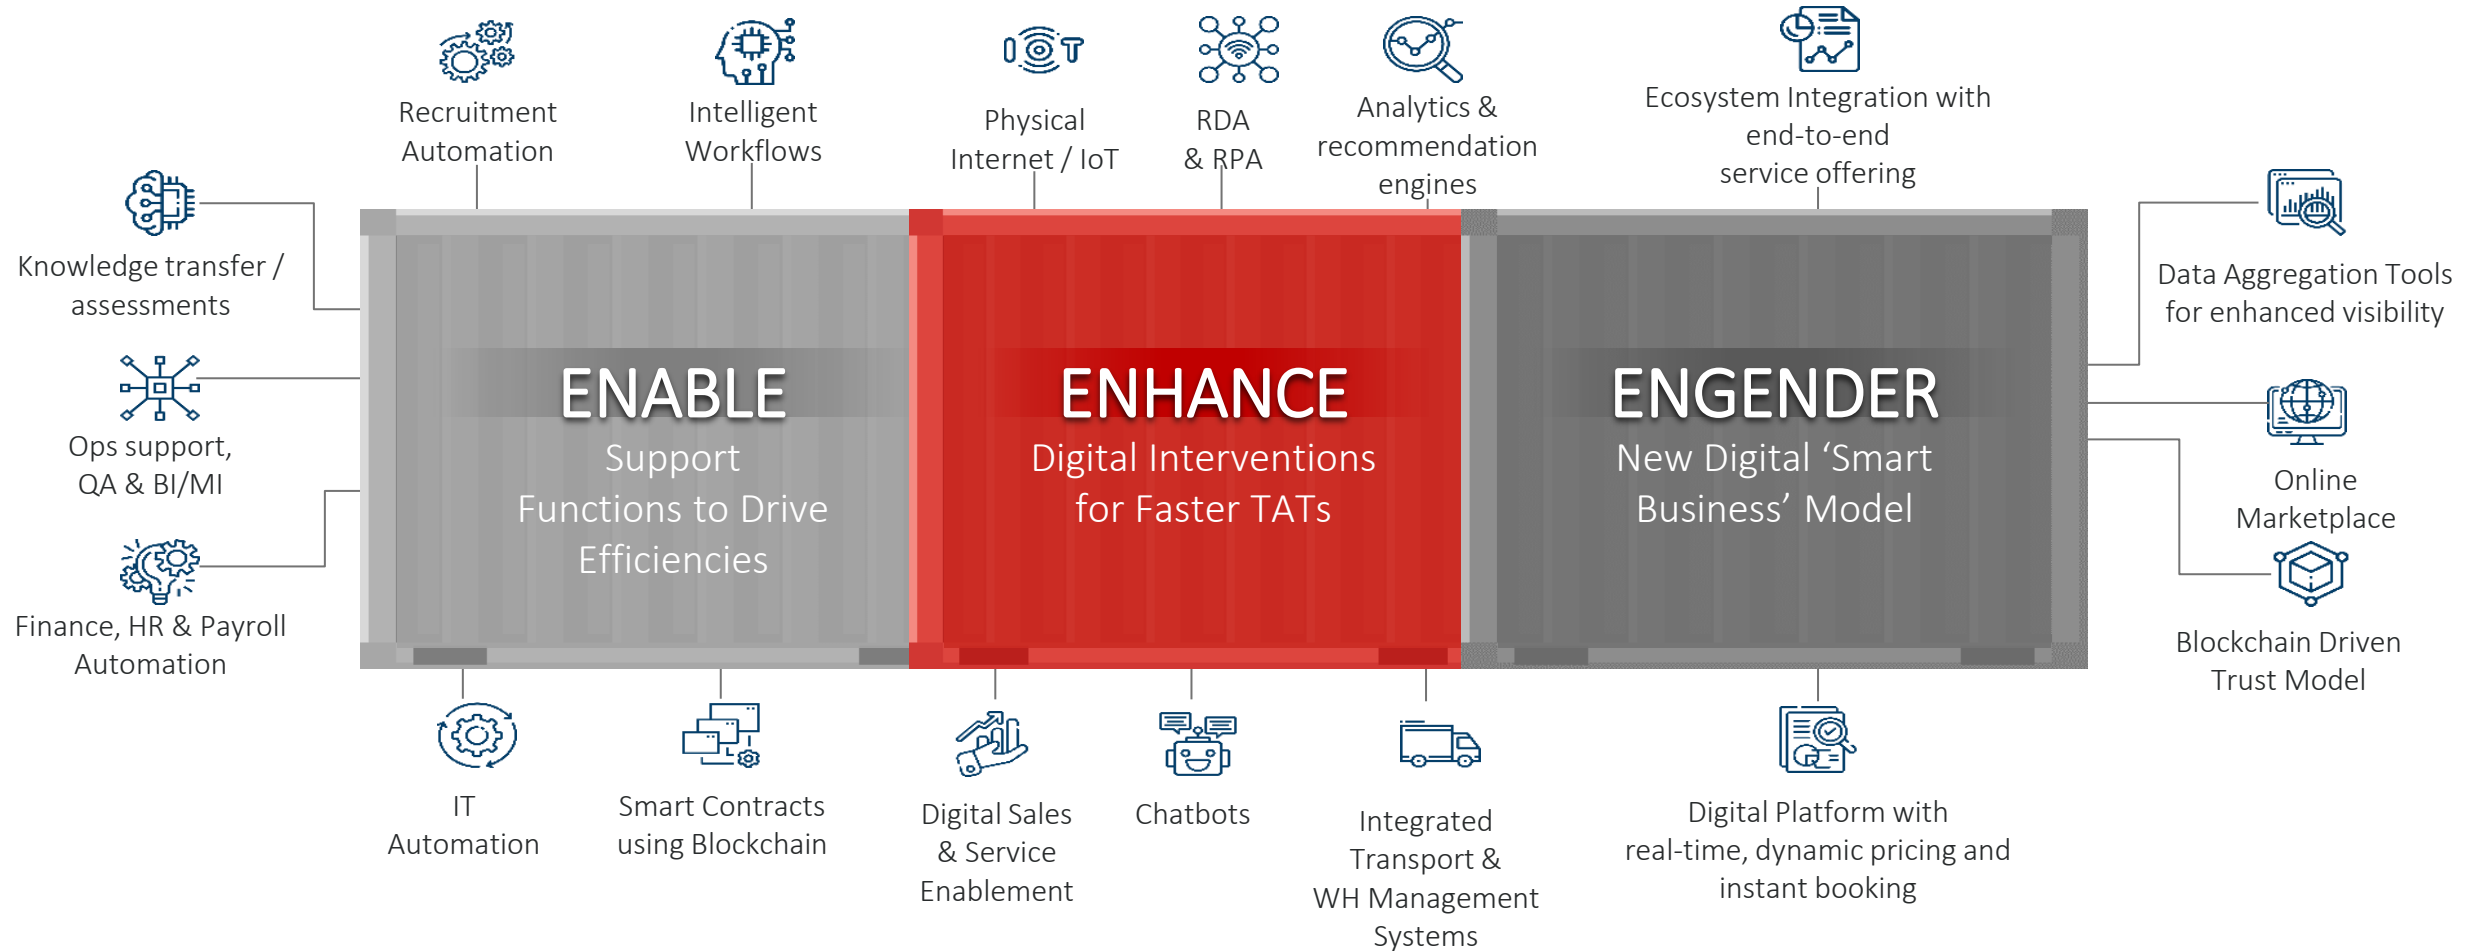 Recruitment
Automation
Intelligent
Workflows
IOT
Physical
Internet / IoT
RDA
& RPA
Analytics &
recommendation
engines
Ecosystem Integration with
end-to-end
service offering
Knowledge transfer /
assessments
Ops support,
QA & BI/MI
Finance, HR & Payroll
Automation
ENABLE
Support
Functions to Drive
Efficiencies
ENHANCE
Digital Interventions
for Faster TATs
ENGENDER
New Digital ‘Smart
Business’ Model
Data Aggregation Tools
for enhanced visibility
Online
Marketplace
Blockchain Driven
Trust Model
IT
Automation
Smart Contracts
using Blockchain
Digital Sales
& Service
Enablement
Chatbots
Integrated
Transport &
WH Management
Systems
Digital Platform with
real-time, dynamic pricing and
instant booking